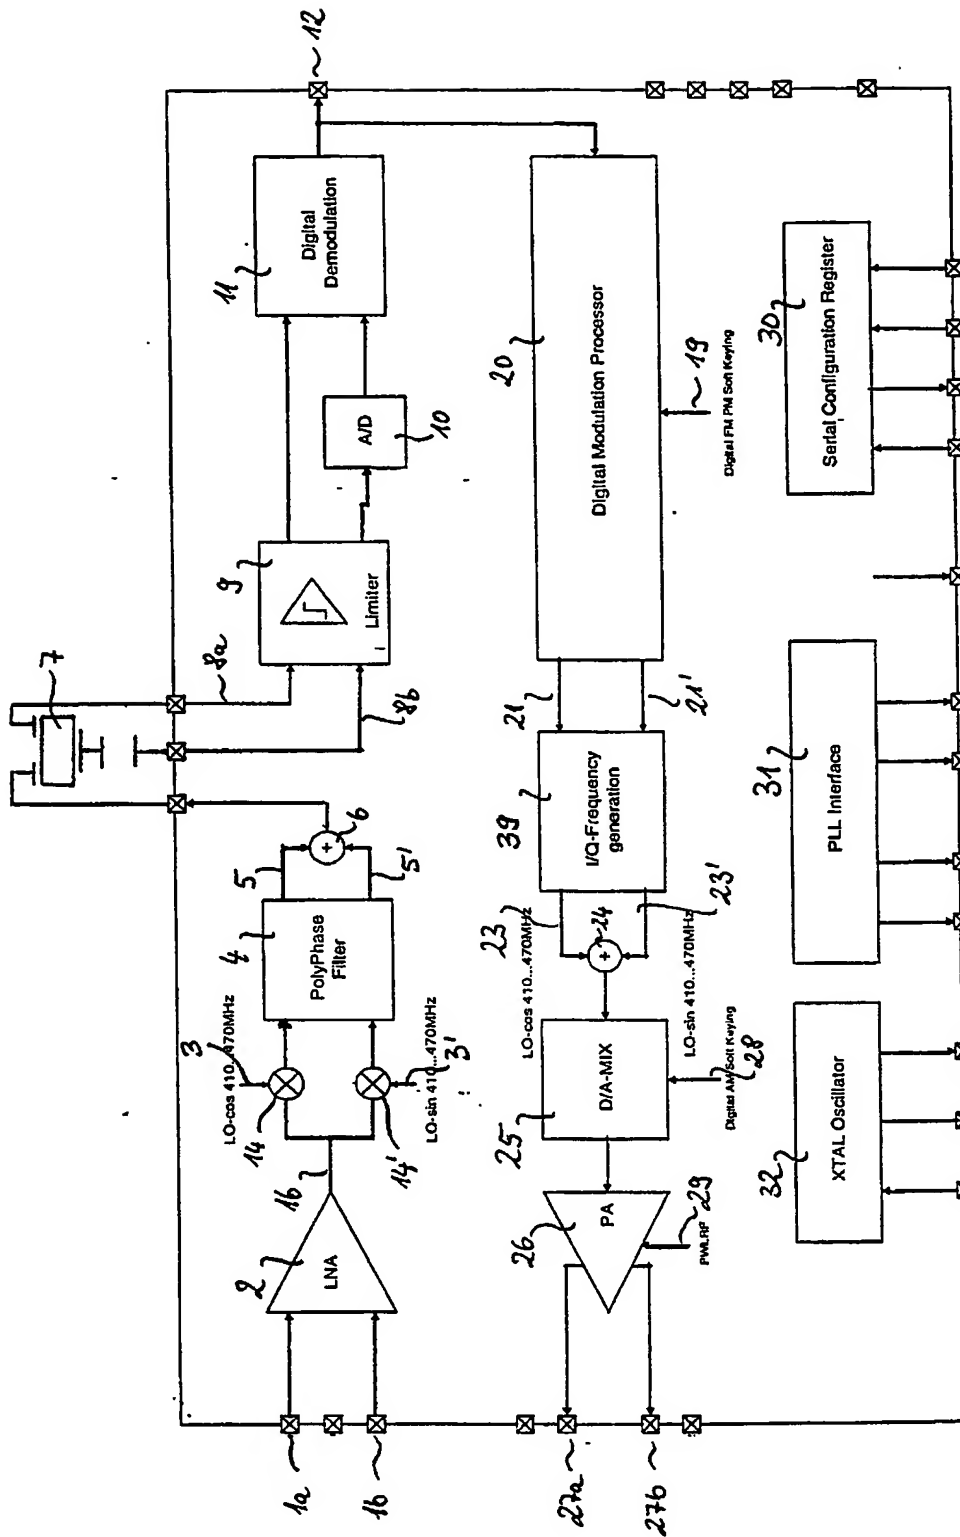 12
11
Digital
Demodulation
A/D
10
9
Limiter
8a
8b
7
6
5
5'
4
PolyPhase
Filter
LO-cos 410...470MHz
3
14
LO-sin 410...470MHz
3'
14'
16
2
LNA
1a
1b
20
Digital Modulation Processor
19
Digital FM PM Soft Keying
21
21'
39
I/Q-Frequency
generation
23
23'
24
LO-cos 410...470MHz
LO-sin 410...470MHz
25
D/A-MIX
28
Digital AM/Soft Keying
26
PA
29
27a
27b
30
Serial Configuration Register
31
PLL Interface
32
XTAL Oscillator